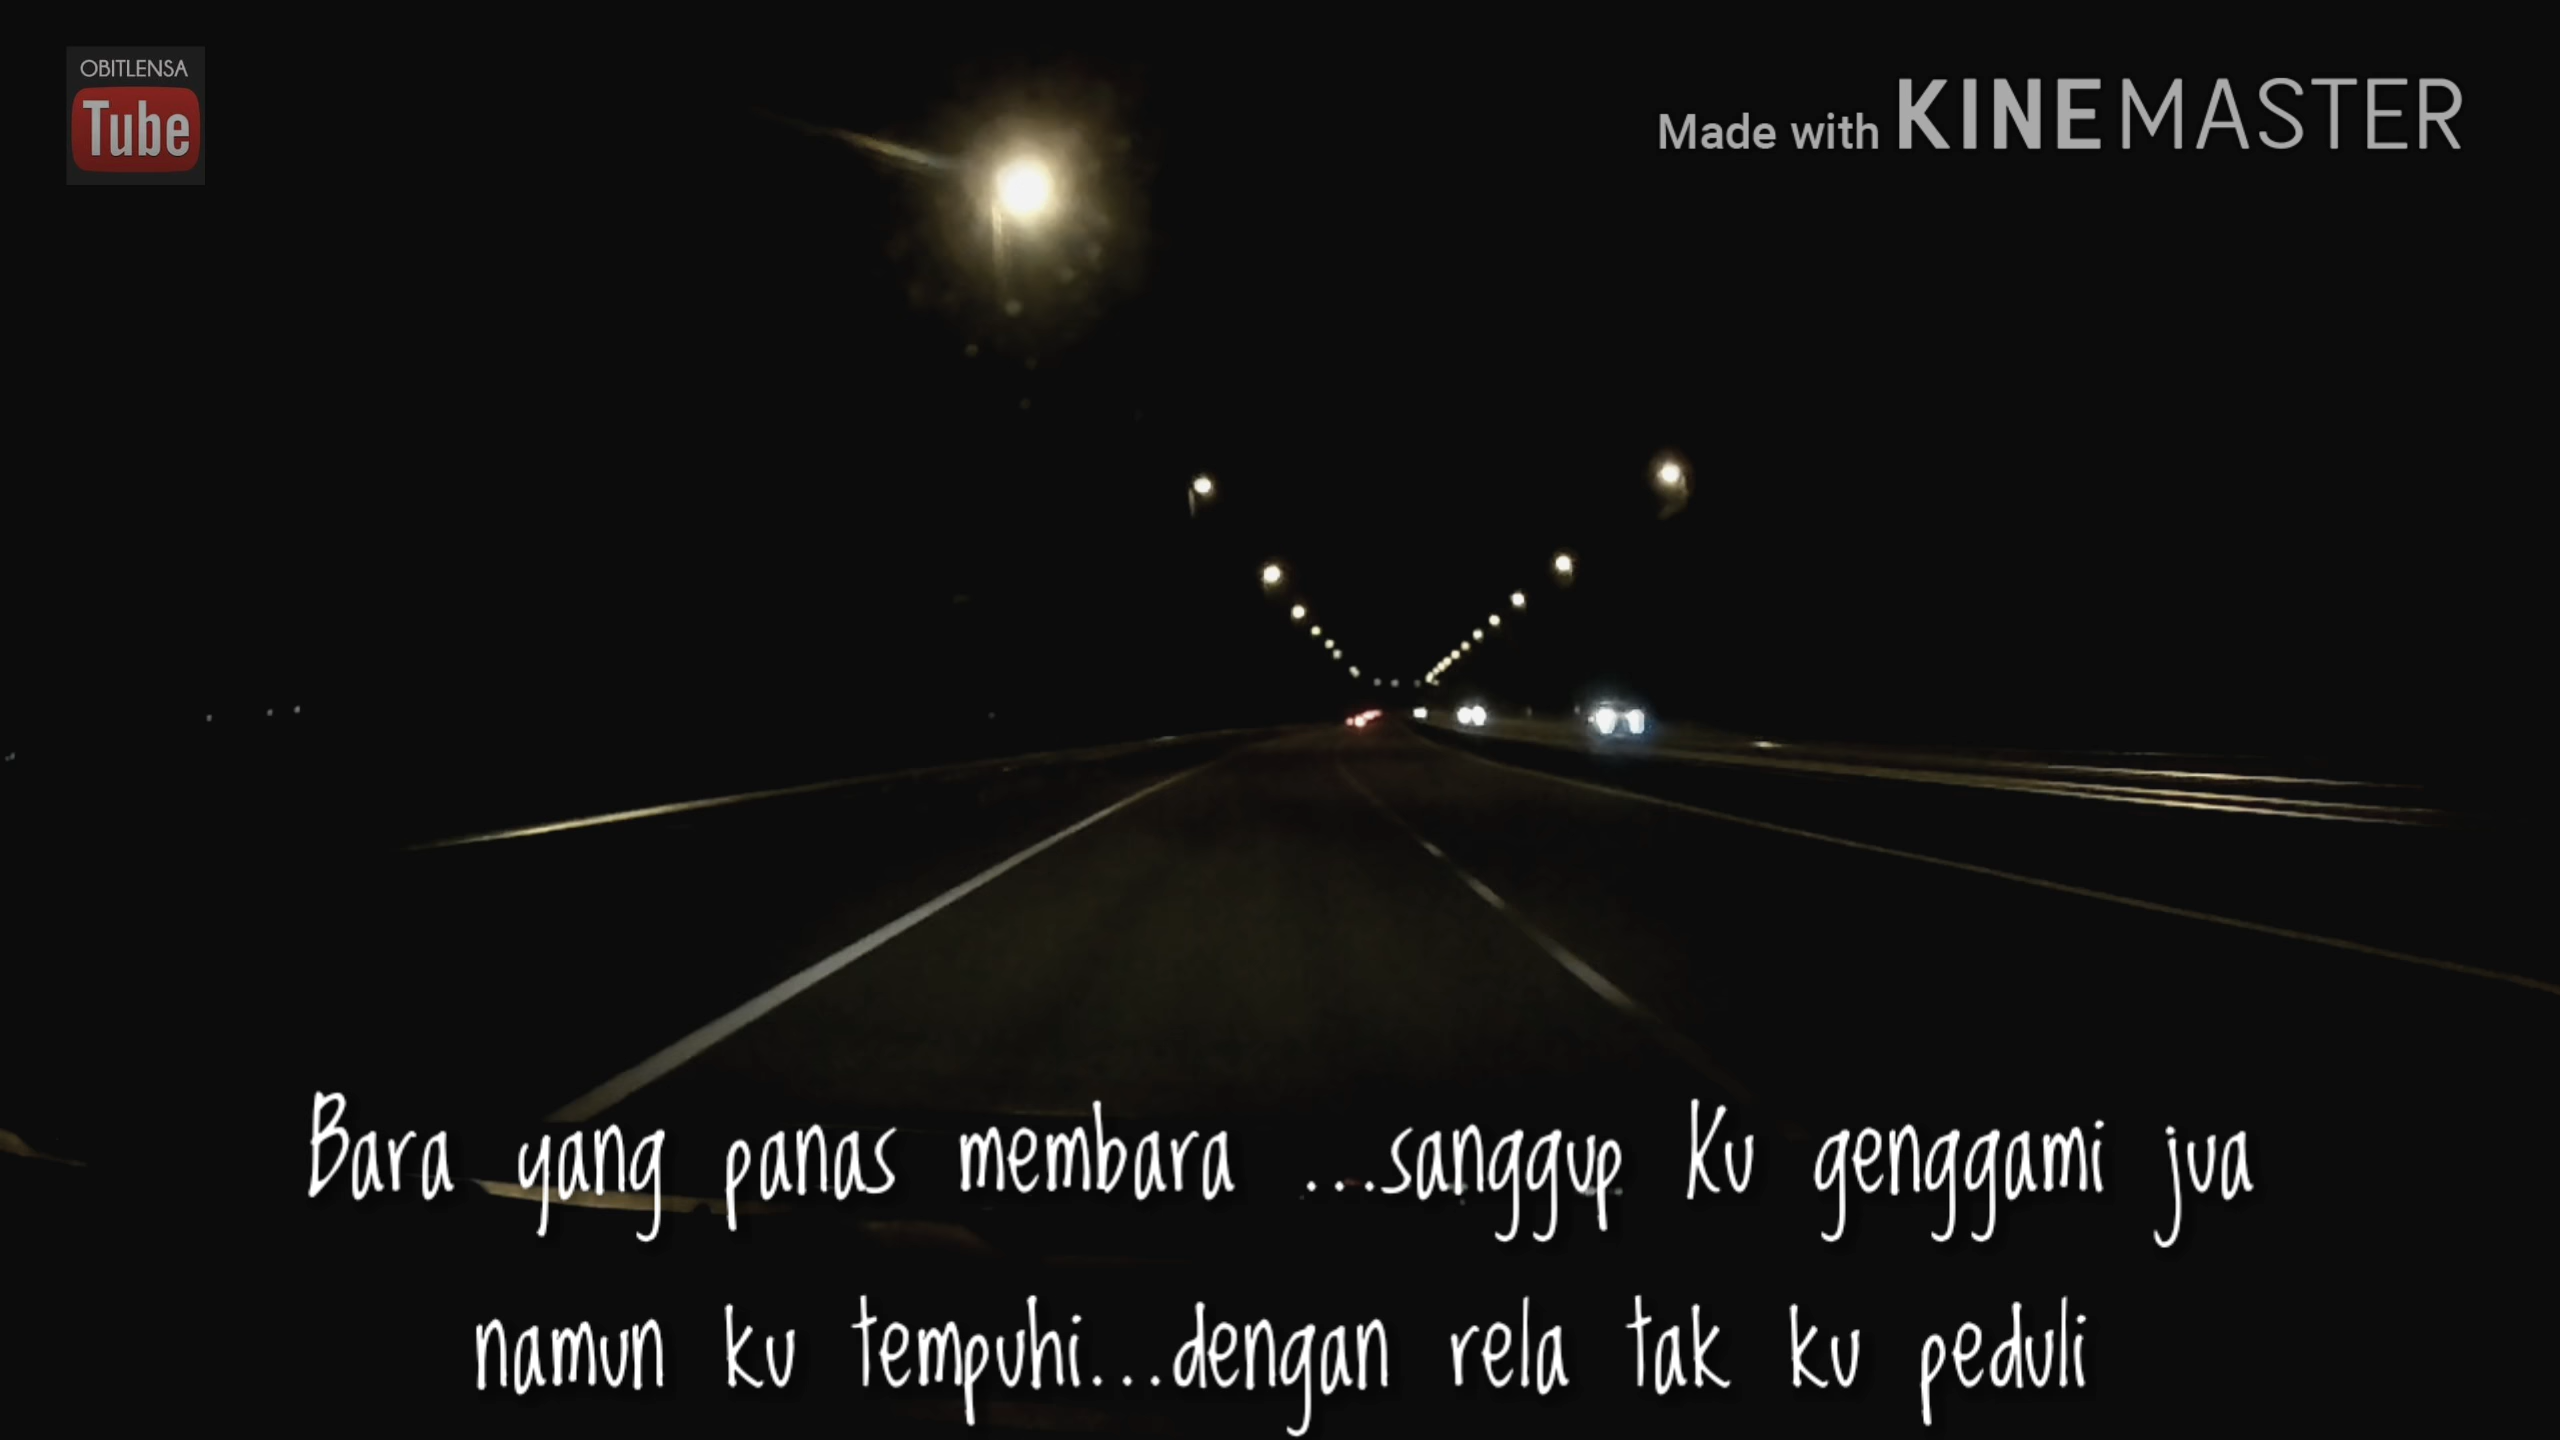 OBITLENSA
Tube
Made with KINEMASTER
Bara yang panas membara ...sanggup Ku genggami jua
namun ku tempuhi...dengan rela tak ku peduli